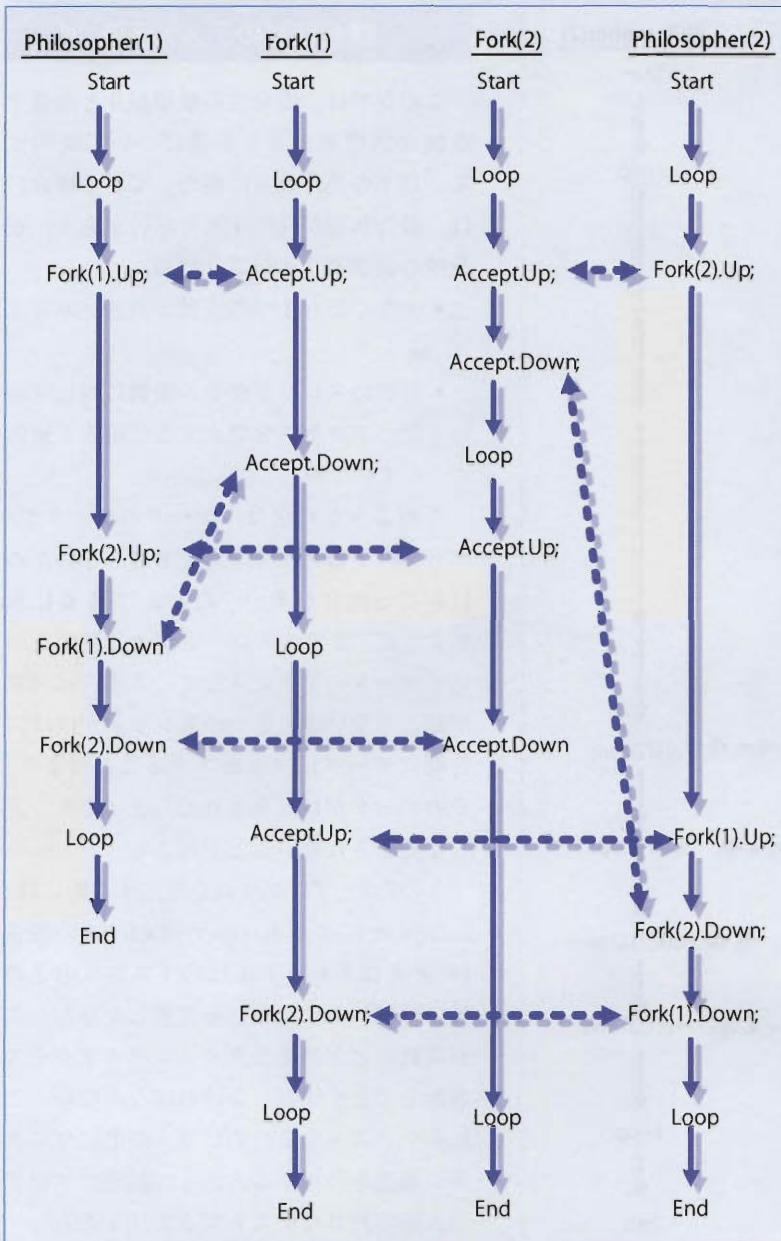 Philosopher(1) Fork(1) Fork(2) Philosopher(2)
Start Start Start Start
Loop Loop Loop Loop
Fork(1).Up; Accept.Up; Accept.Up; Fork(2).Up;
Accept.Down;
Accept.Down; Loop
Fork(2).Up; Accept.Up;
Fork(1).Down Loop
Fork(2).Down Accept.Down
Loop Accept.Up; Fork(1).Up;
End Fork(2).Down;
Fork(2).Down; Fork(1).Down;
Loop Loop Loop
End End End